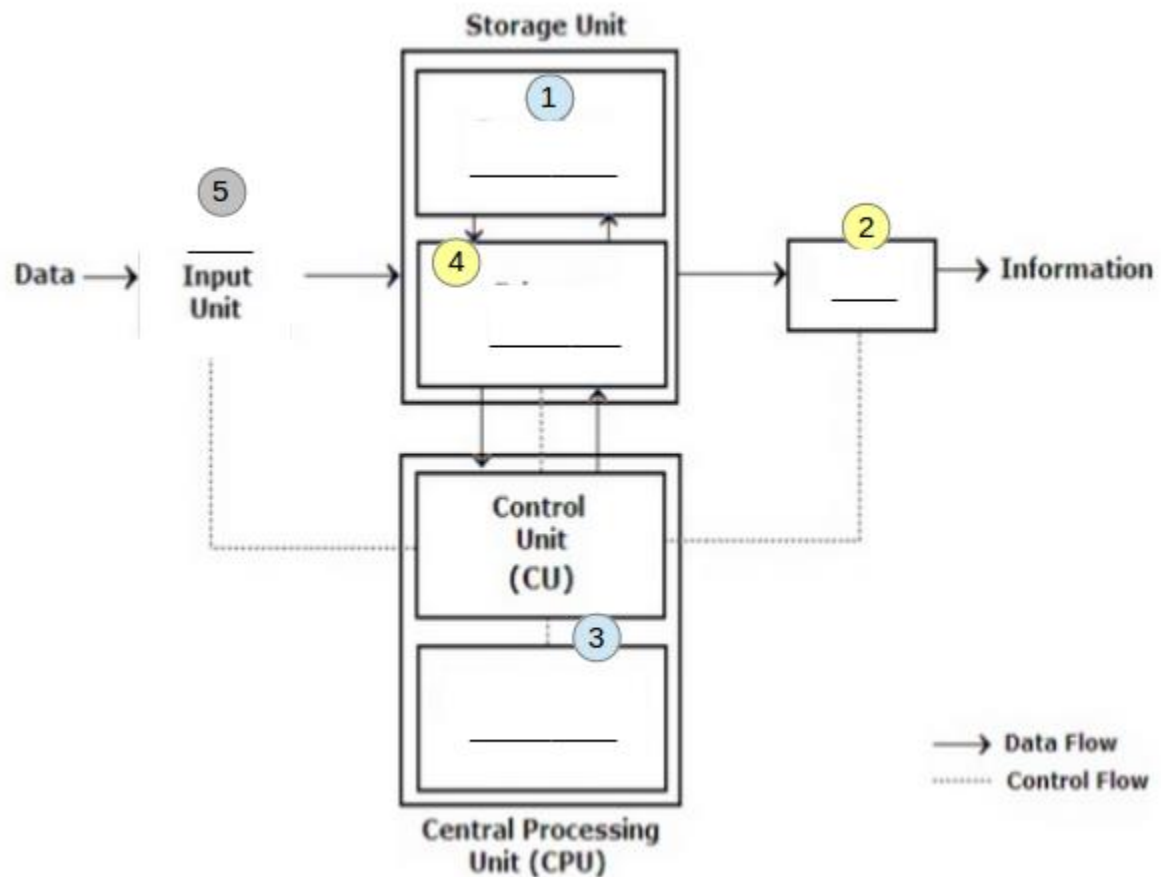 Storage Unit
1
5
2
4
Data
Input
Unit
Information
Control
Unit
(CU)
3
Data Flow
Control Flow
Central Processing
Unit (CPU)